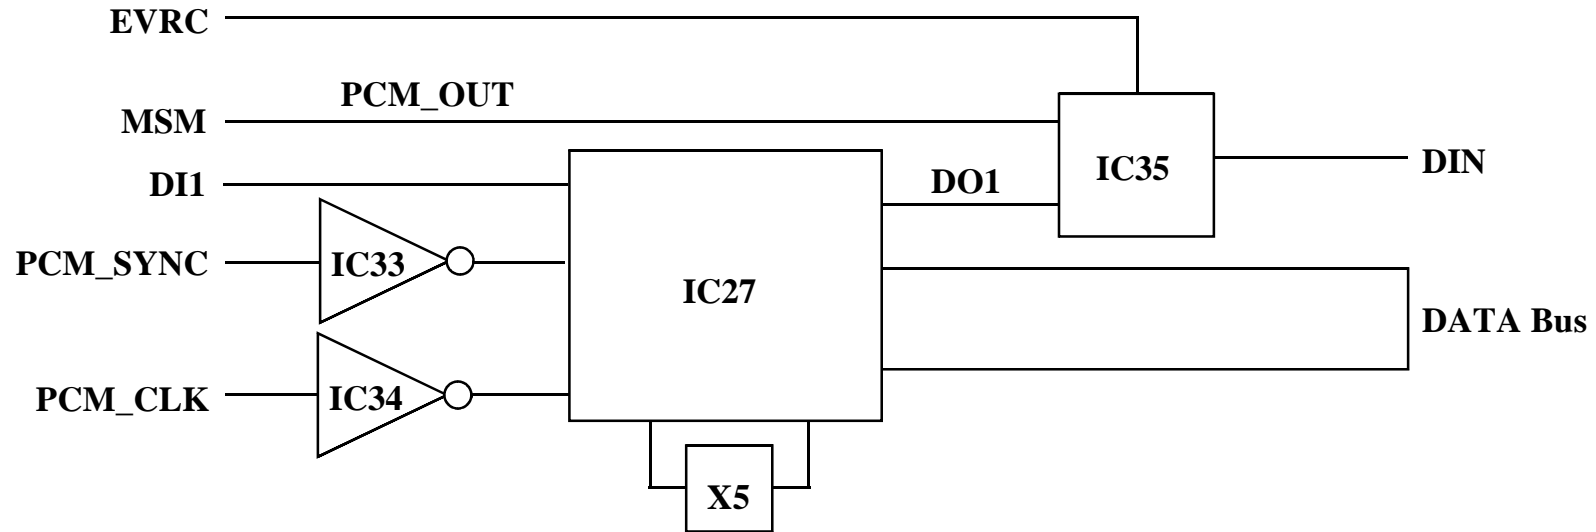 EVRC
PCM_OUT
MSM
IC35
DIN
DI1
DO1
PCM_SYNC
IC33
IC27
DATA Bus
PCM_CLK
IC34
X5